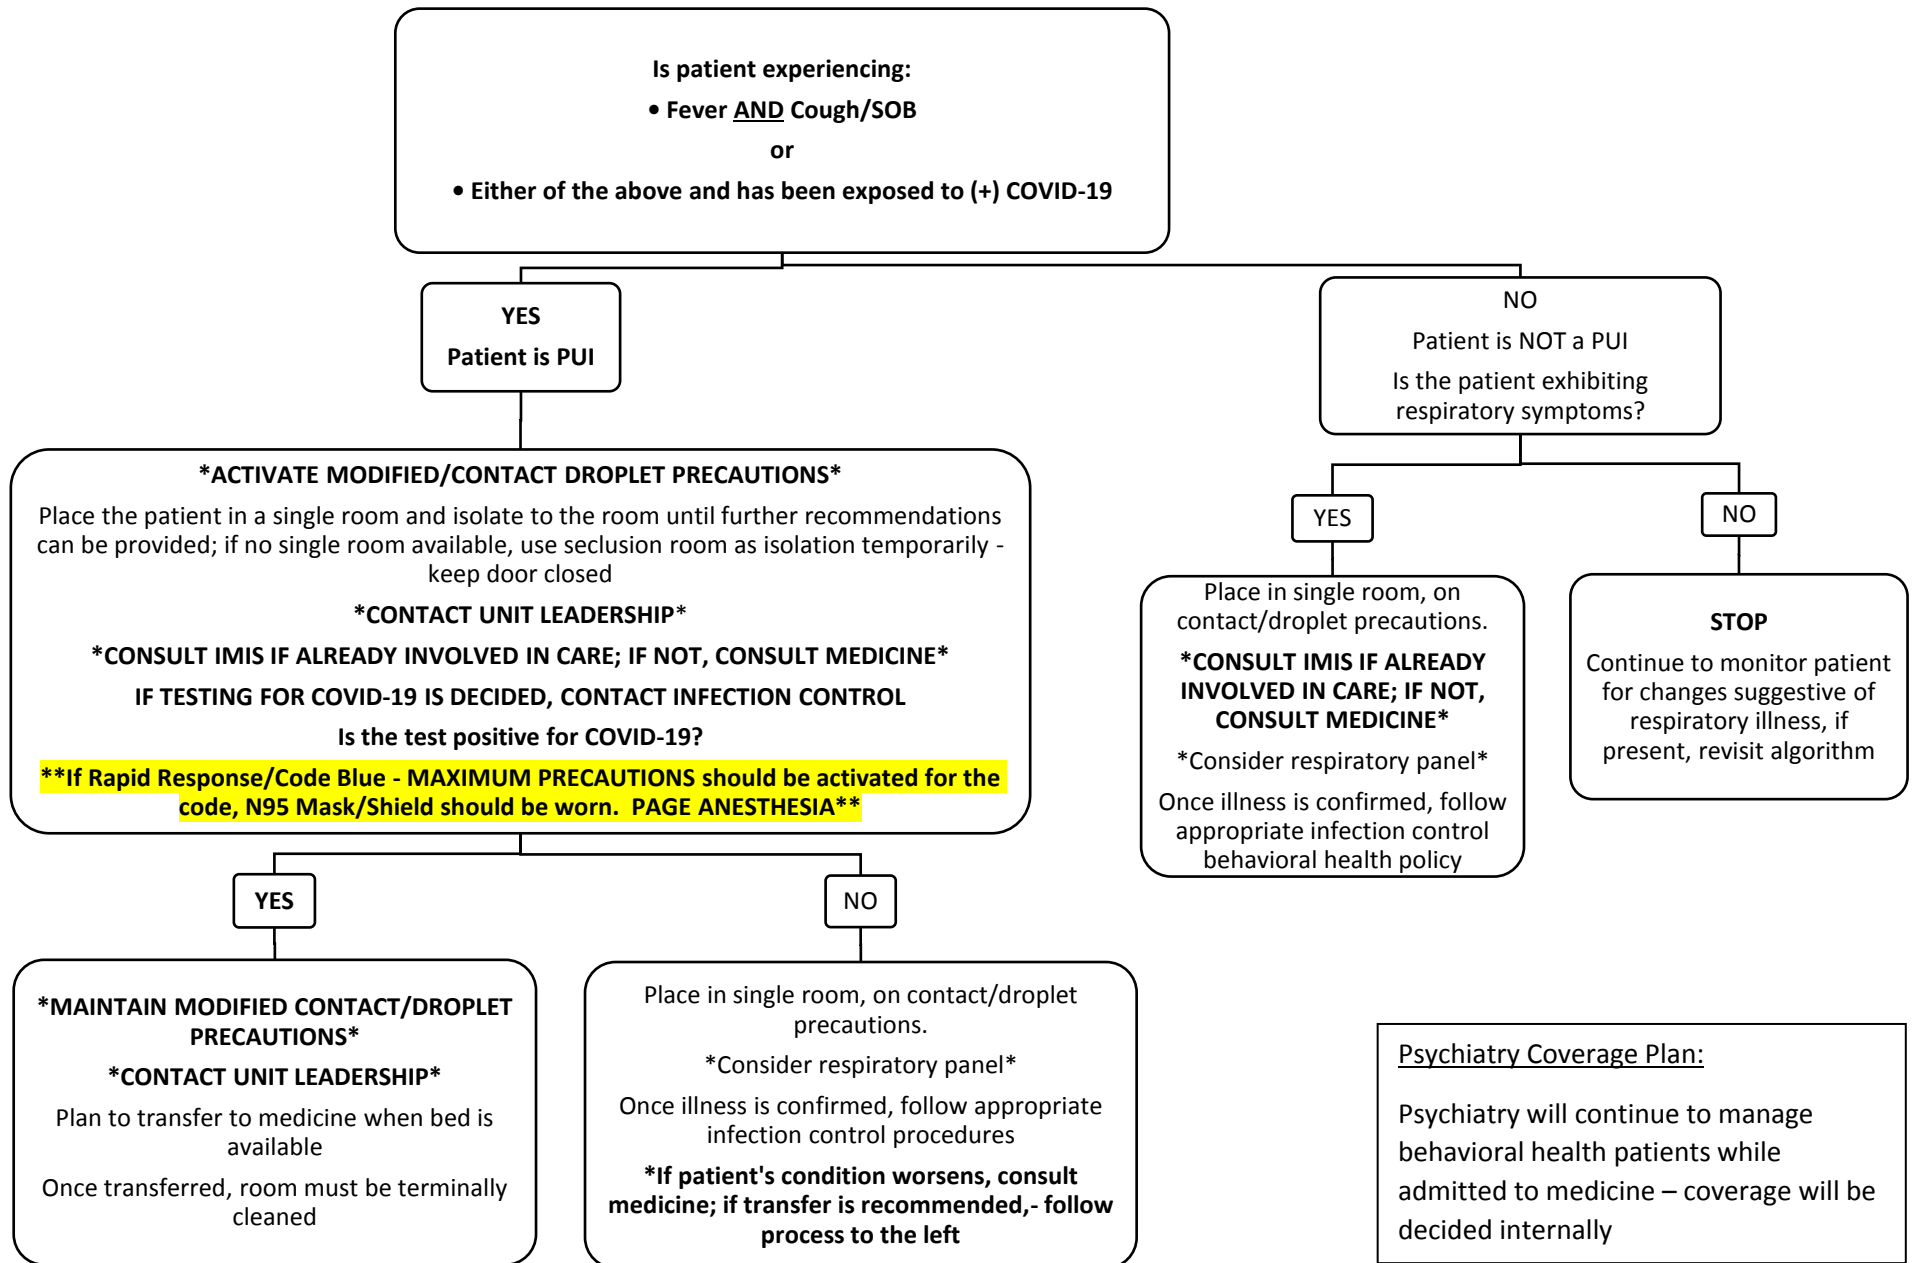 Is patient experiencing:
• Fever AND Cough/SOB
or
• Either of the above and has been exposed to (+) COVID-19
YES
Patient is PUI
NO
Patient is NOT a PUI
Is the patient exhibiting
respiratory symptoms?
*ACTIVATE MODIFIED/CONTACT DROPLET PRECAUTIONS*
Place the patient in a single room and isolate to the room until further recommendations
can be provided; if no single room available, use seclusion room as isolation temporarily -
keep door closed
*CONTACT UNIT LEADERSHIP*
*CONSULT IMIS IF ALREADY INVOLVED IN CARE; IF NOT, CONSULT MEDICINE*
IF TESTING FOR COVID-19 IS DECIDED, CONTACT INFECTION CONTROL
Is the test positive for COVID-19?
**If Rapid Response/Code Blue - MAXIMUM PRECAUTIONS should be activated for the
code, N95 Mask/Shield should be worn.  PAGE ANESTHESIA**
YES
*MAINTAIN MODIFIED CONTACT/DROPLET
PRECAUTIONS*
*CONTACT UNIT LEADERSHIP*
Plan to transfer to medicine when bed is
available
Once transferred, room must be terminally
cleaned
NO
Place in single room, on contact/droplet
precautions.
*Consider respiratory panel*
Once illness is confirmed, follow appropriate
infection control procedures
*If patient's condition worsens, consult
medicine; if transfer is recommended,- follow
process to the left
YES
Place in single room, on
contact/droplet precautions.
*CONSULT IMIS IF ALREADY
INVOLVED IN CARE; IF NOT,
CONSULT MEDICINE*
*Consider respiratory panel*
Once illness is confirmed, follow
appropriate infection control
behavioral health policy
NO
STOP
Continue to monitor patient
for changes suggestive of
respiratory illness, if
present, revisit algorithm
Psychiatry Coverage Plan:
Psychiatry will continue to manage
behavioral health patients while
admitted to medicine – coverage will be
decided internally